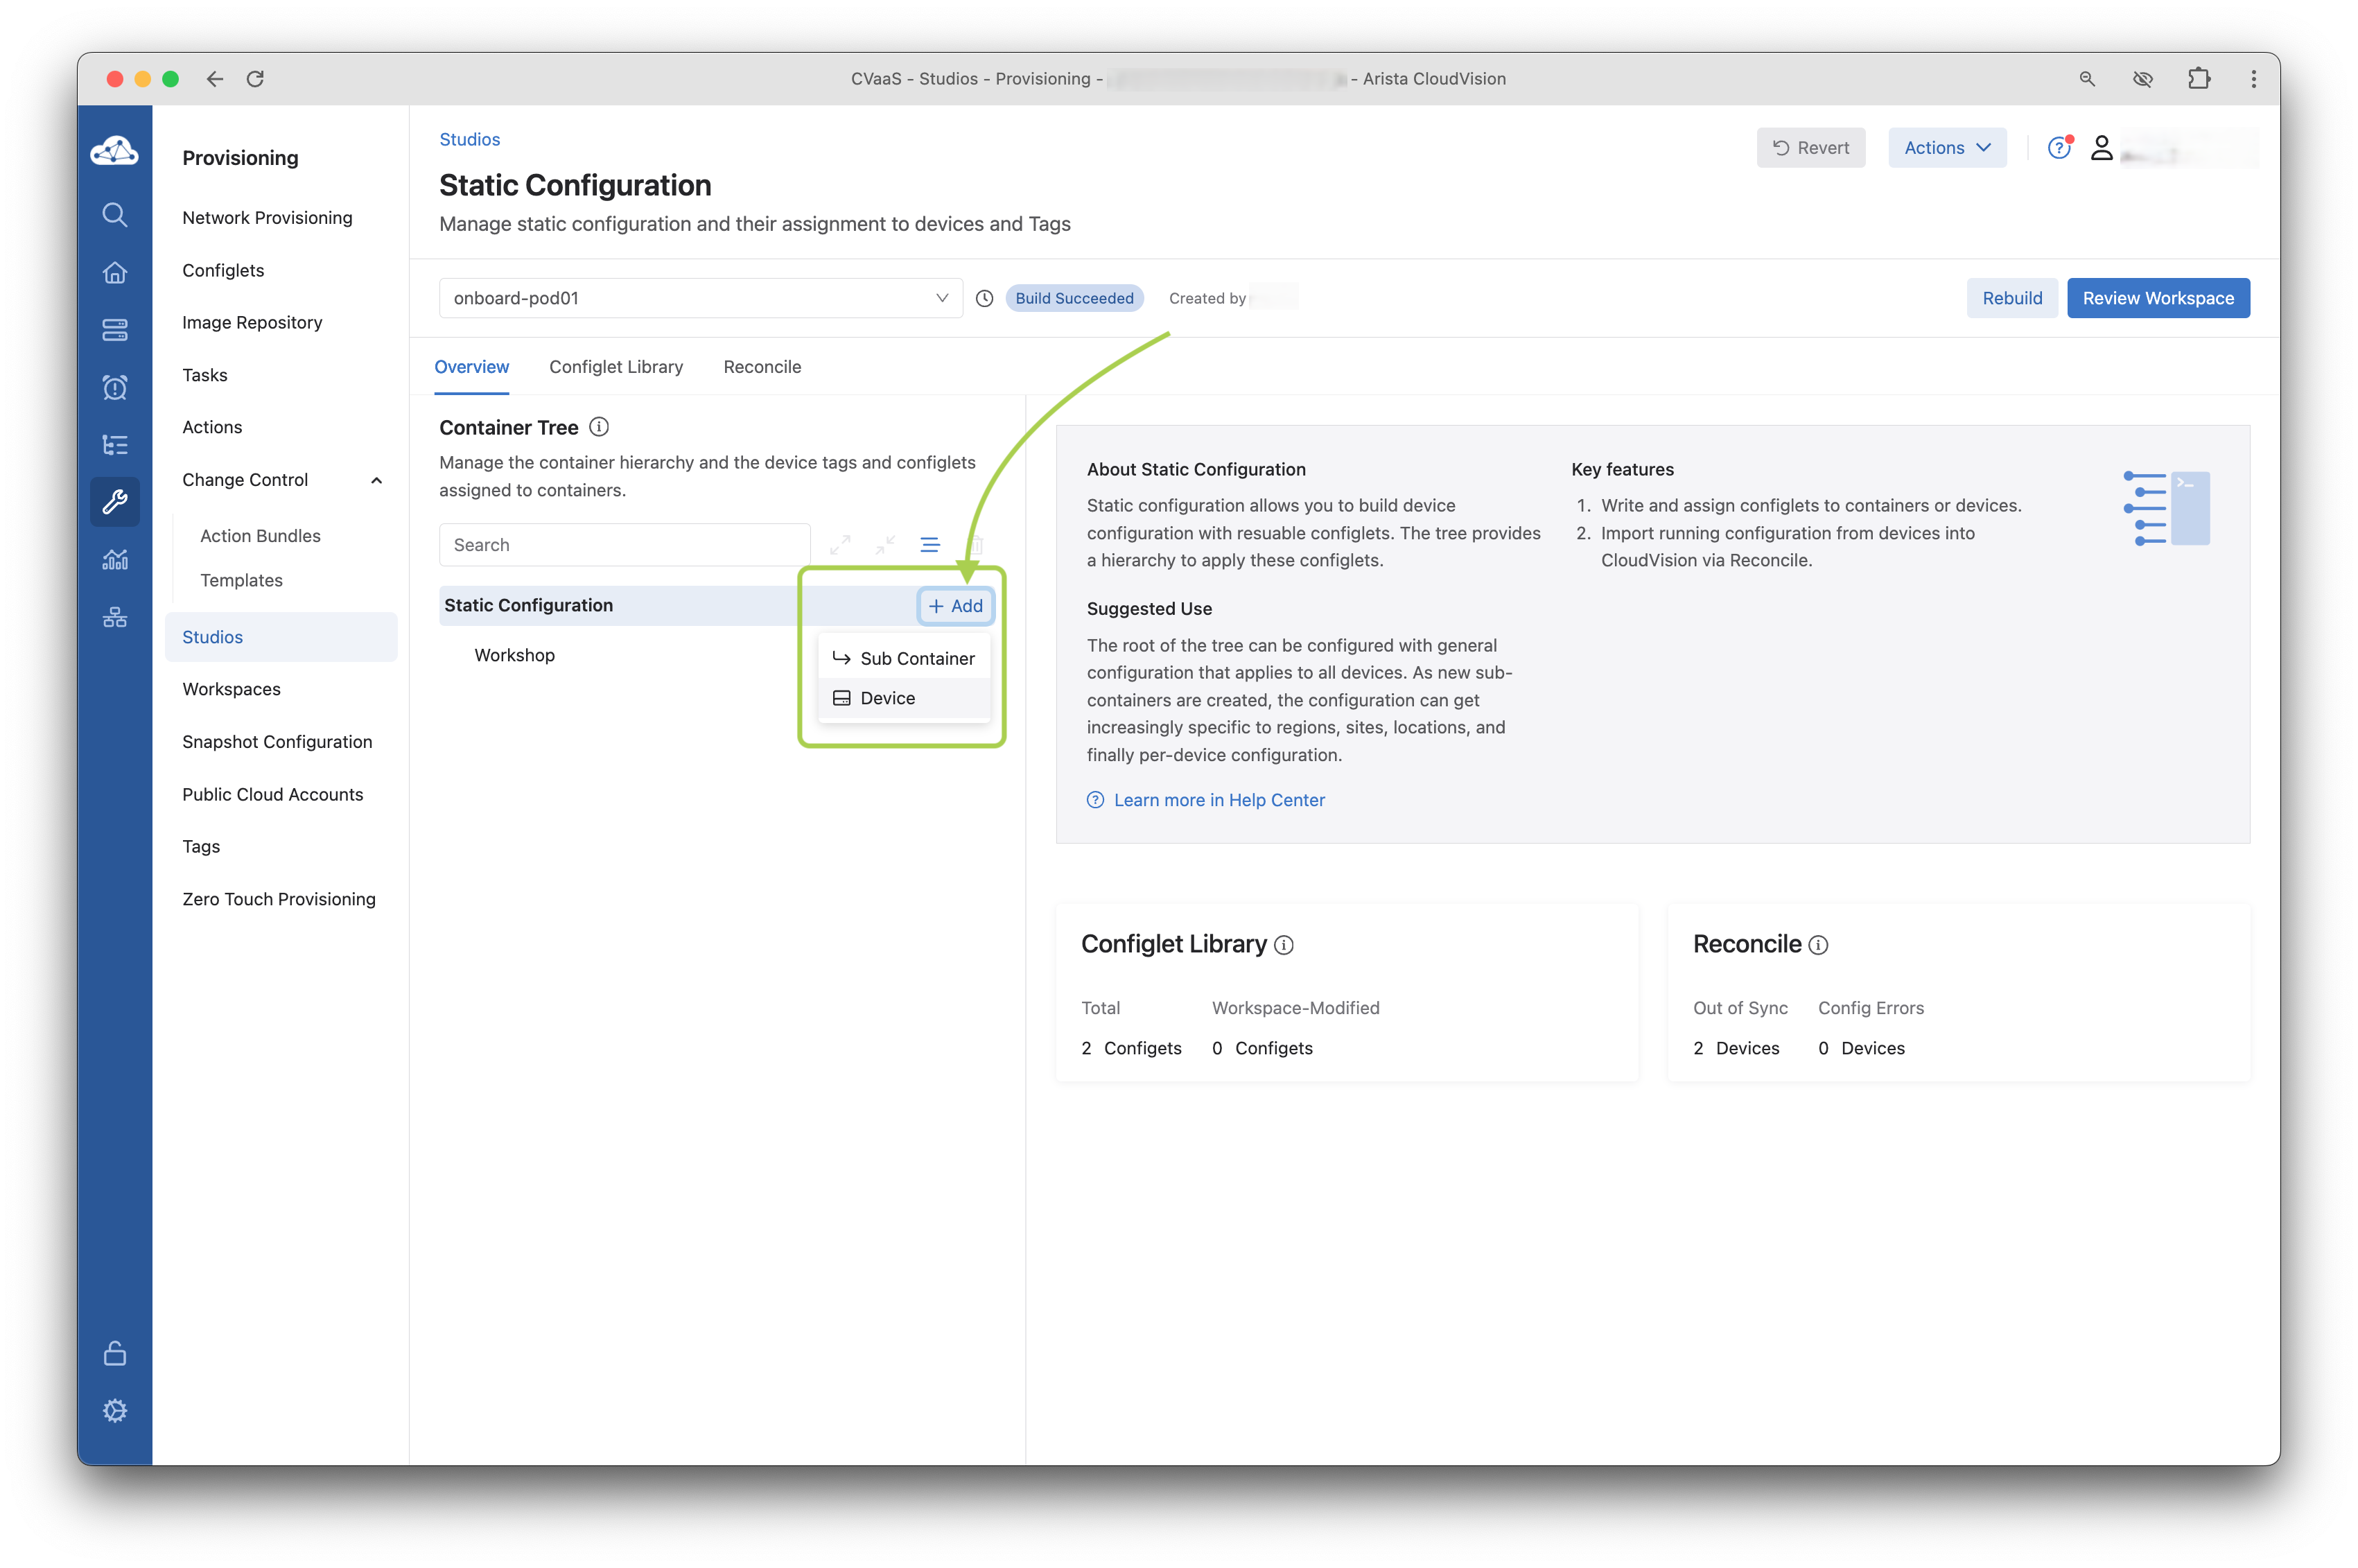 CVaaS - Studios - Provisioning - - Arista CloudVision
Provisioning
Network Provisioning
Configlets
Image Repository
Tasks
Actions
Change Control
Action Bundles
Templates
Studios
Workspaces
Snapshot Configuration
Public Cloud Accounts
Tags
Zero Touch Provisioning
Studios
Static Configuration
Manage static configuration and their assignment to devices and Tags
Revert
Actions
onboard-pod01
Build Succeeded
Created by
Rebuild
Review Workspace
Overview
Configlet Library
Reconcile
Container Tree
Manage the container hierarchy and the device tags and configlets
assigned to containers.
Search
Static Configuration
+ Add
Workshop
Sub Container
Device
About Static Configuration
Static configuration allows you to build device
configuration with resuable configlets. The tree provides
a hierarchy to apply these configlets.
Suggested Use
The root of the tree can be configured with general
configuration that applies to all devices. As new sub-
containers are created, the configuration can get
increasingly specific to regions, sites, locations, and
finally per-device configuration.
Learn more in Help Center
Key features
1. Write and assign configlets to containers or devices.
2. Import running configuration from devices into
CloudVision via Reconcile.
Configlet Library
Total
Workspace-Modified
2 Configets
0 Configets
Reconcile
Out of Sync
Config Errors
2 Devices
0 Devices